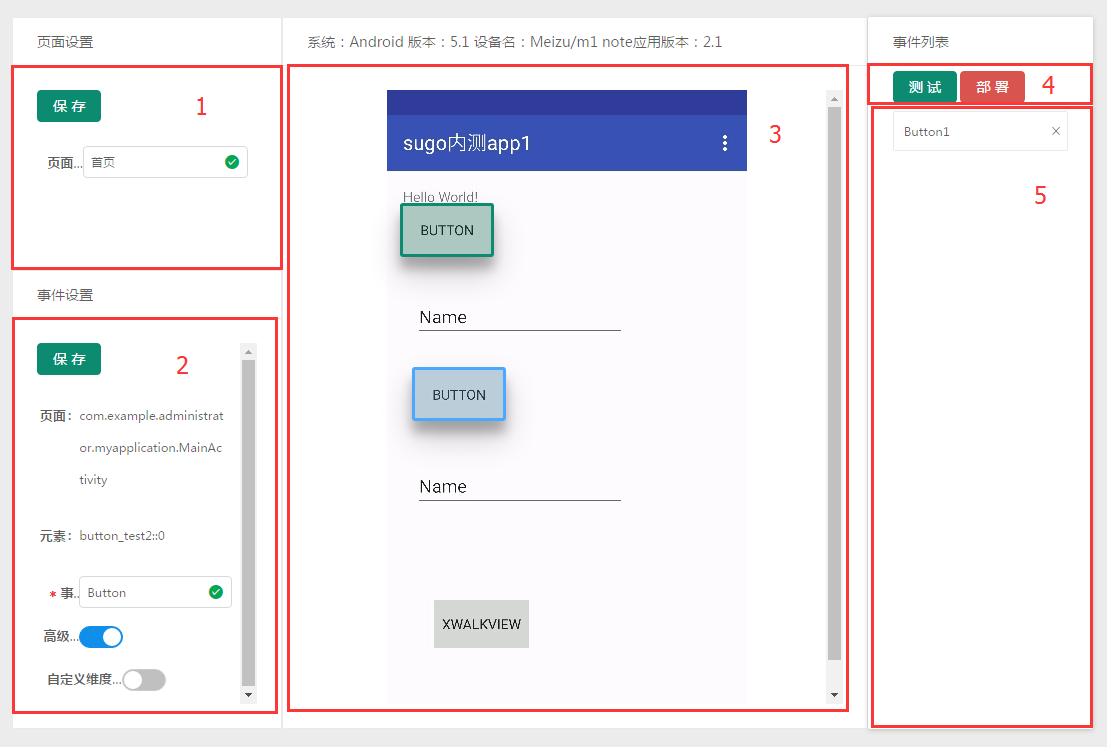 页面设置
保 存
1
页面...
首页
事件设置
保 存
2
页面：
com.example.administrat
or.myapplication.MainAc
tivity
元素：
button_test2::0
* 事..
Button
高级...
自定义维度...
系统：Android 版本：5.1 设备名：Meizu/m1 note应用版本：2.1
sugo内测app1
3
Hello World!
BUTTON
Name
BUTTON
Name
XWALKVIEW
事件列表
测 试
部 署
4
Button1
5